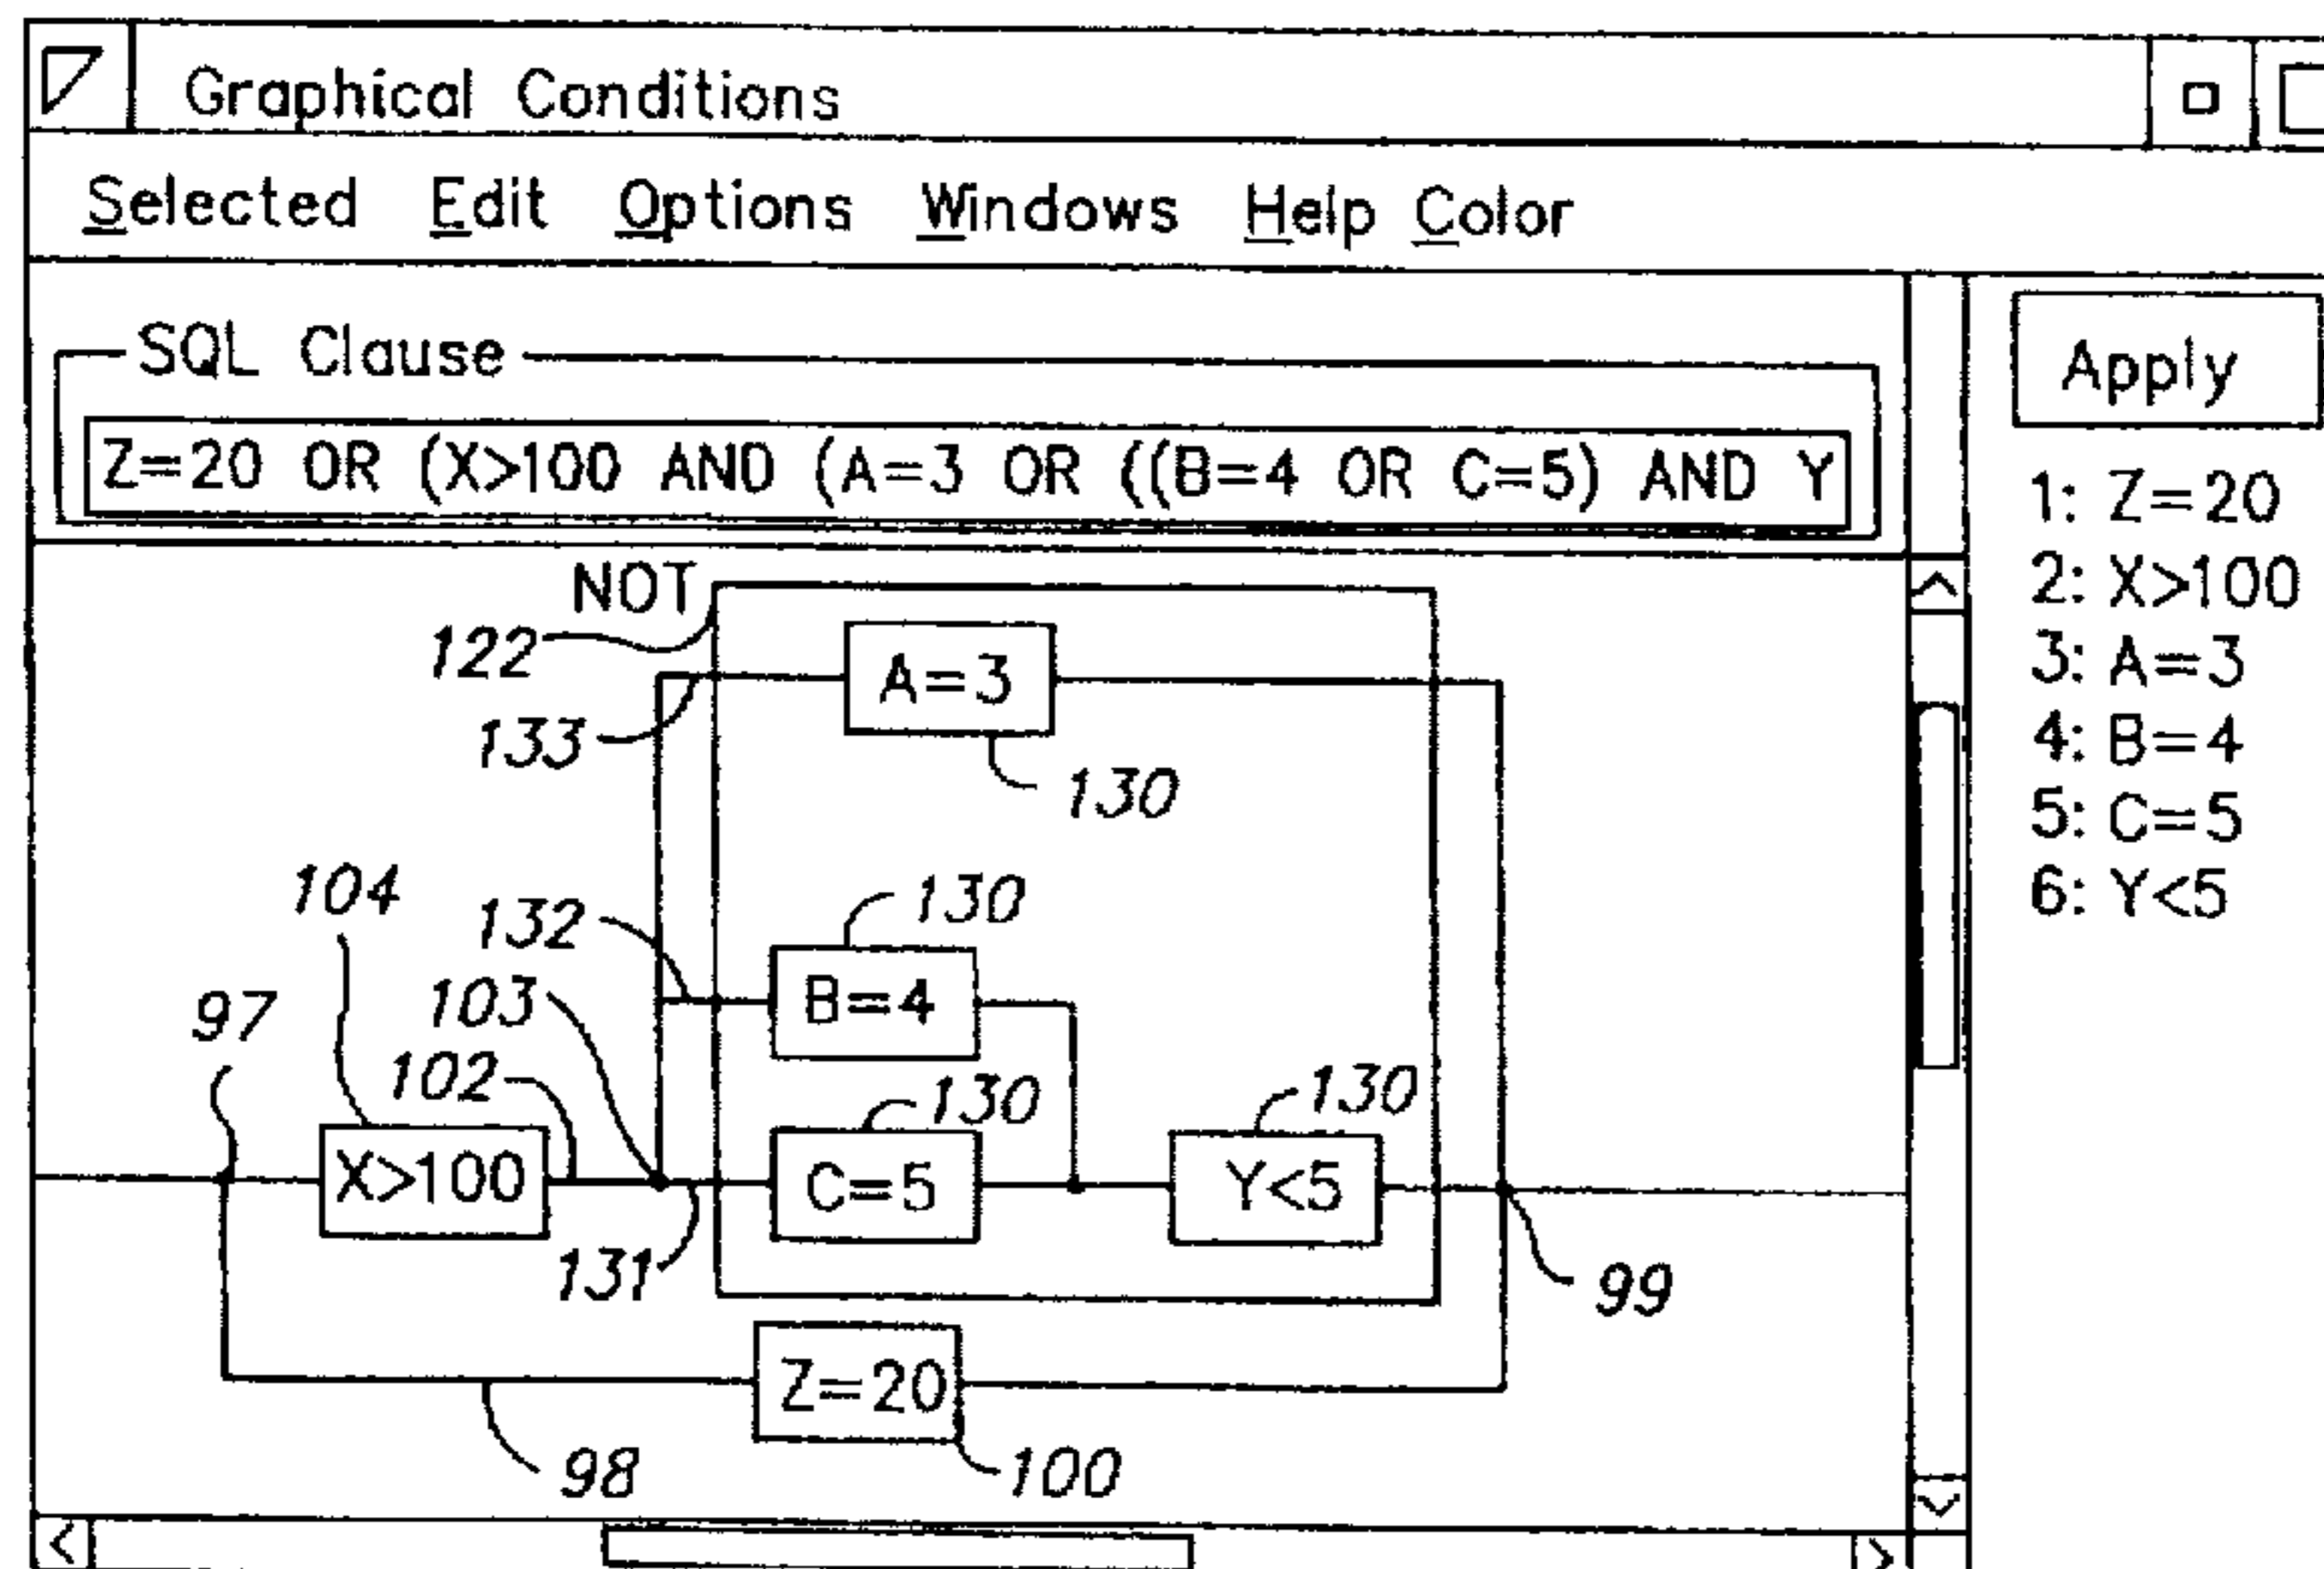 Graphical Conditions
Selected Edit Options Windows Help Color
SQL Clause
Z=20 OR (X>100 AND (A=3 OR ((B=4 OR C=5) AND Y
Apply
1: Z=20
2: X>100
3: A=3
4: B=4
5: C=5
6: Y<5
NOT
122
A=3
133
130
104
132
130
97
103
B=4
102
130
130
X>100
C=5
Y<5
131
99
Z=20
98
100